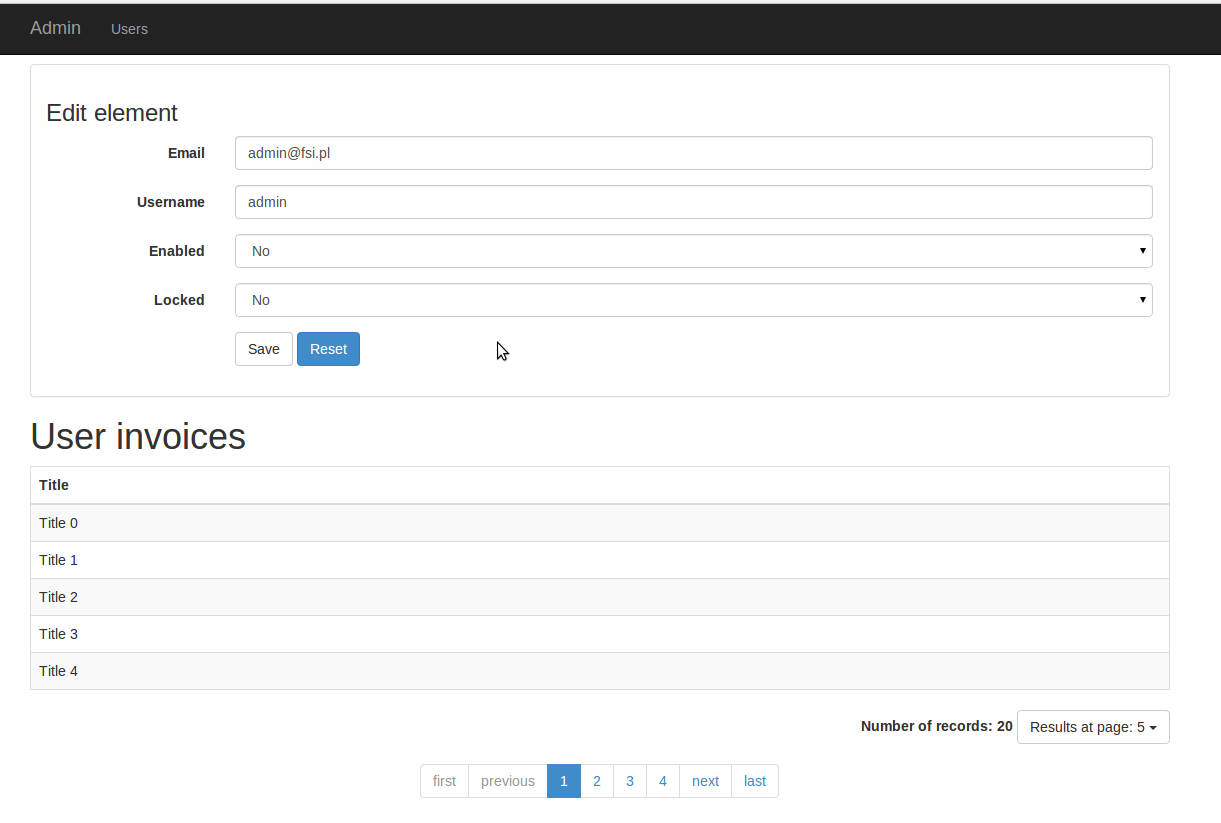 Admin Users
Edit element
Email admin@fsi.pl
Username admin
Enabled No
Locked No
Save Reset
User invoices
Title
Title 0
Title 1
Title 2
Title 3
Title 4
Number of records: 20 Results at page: 5
first previous 1 2 3 4 next last